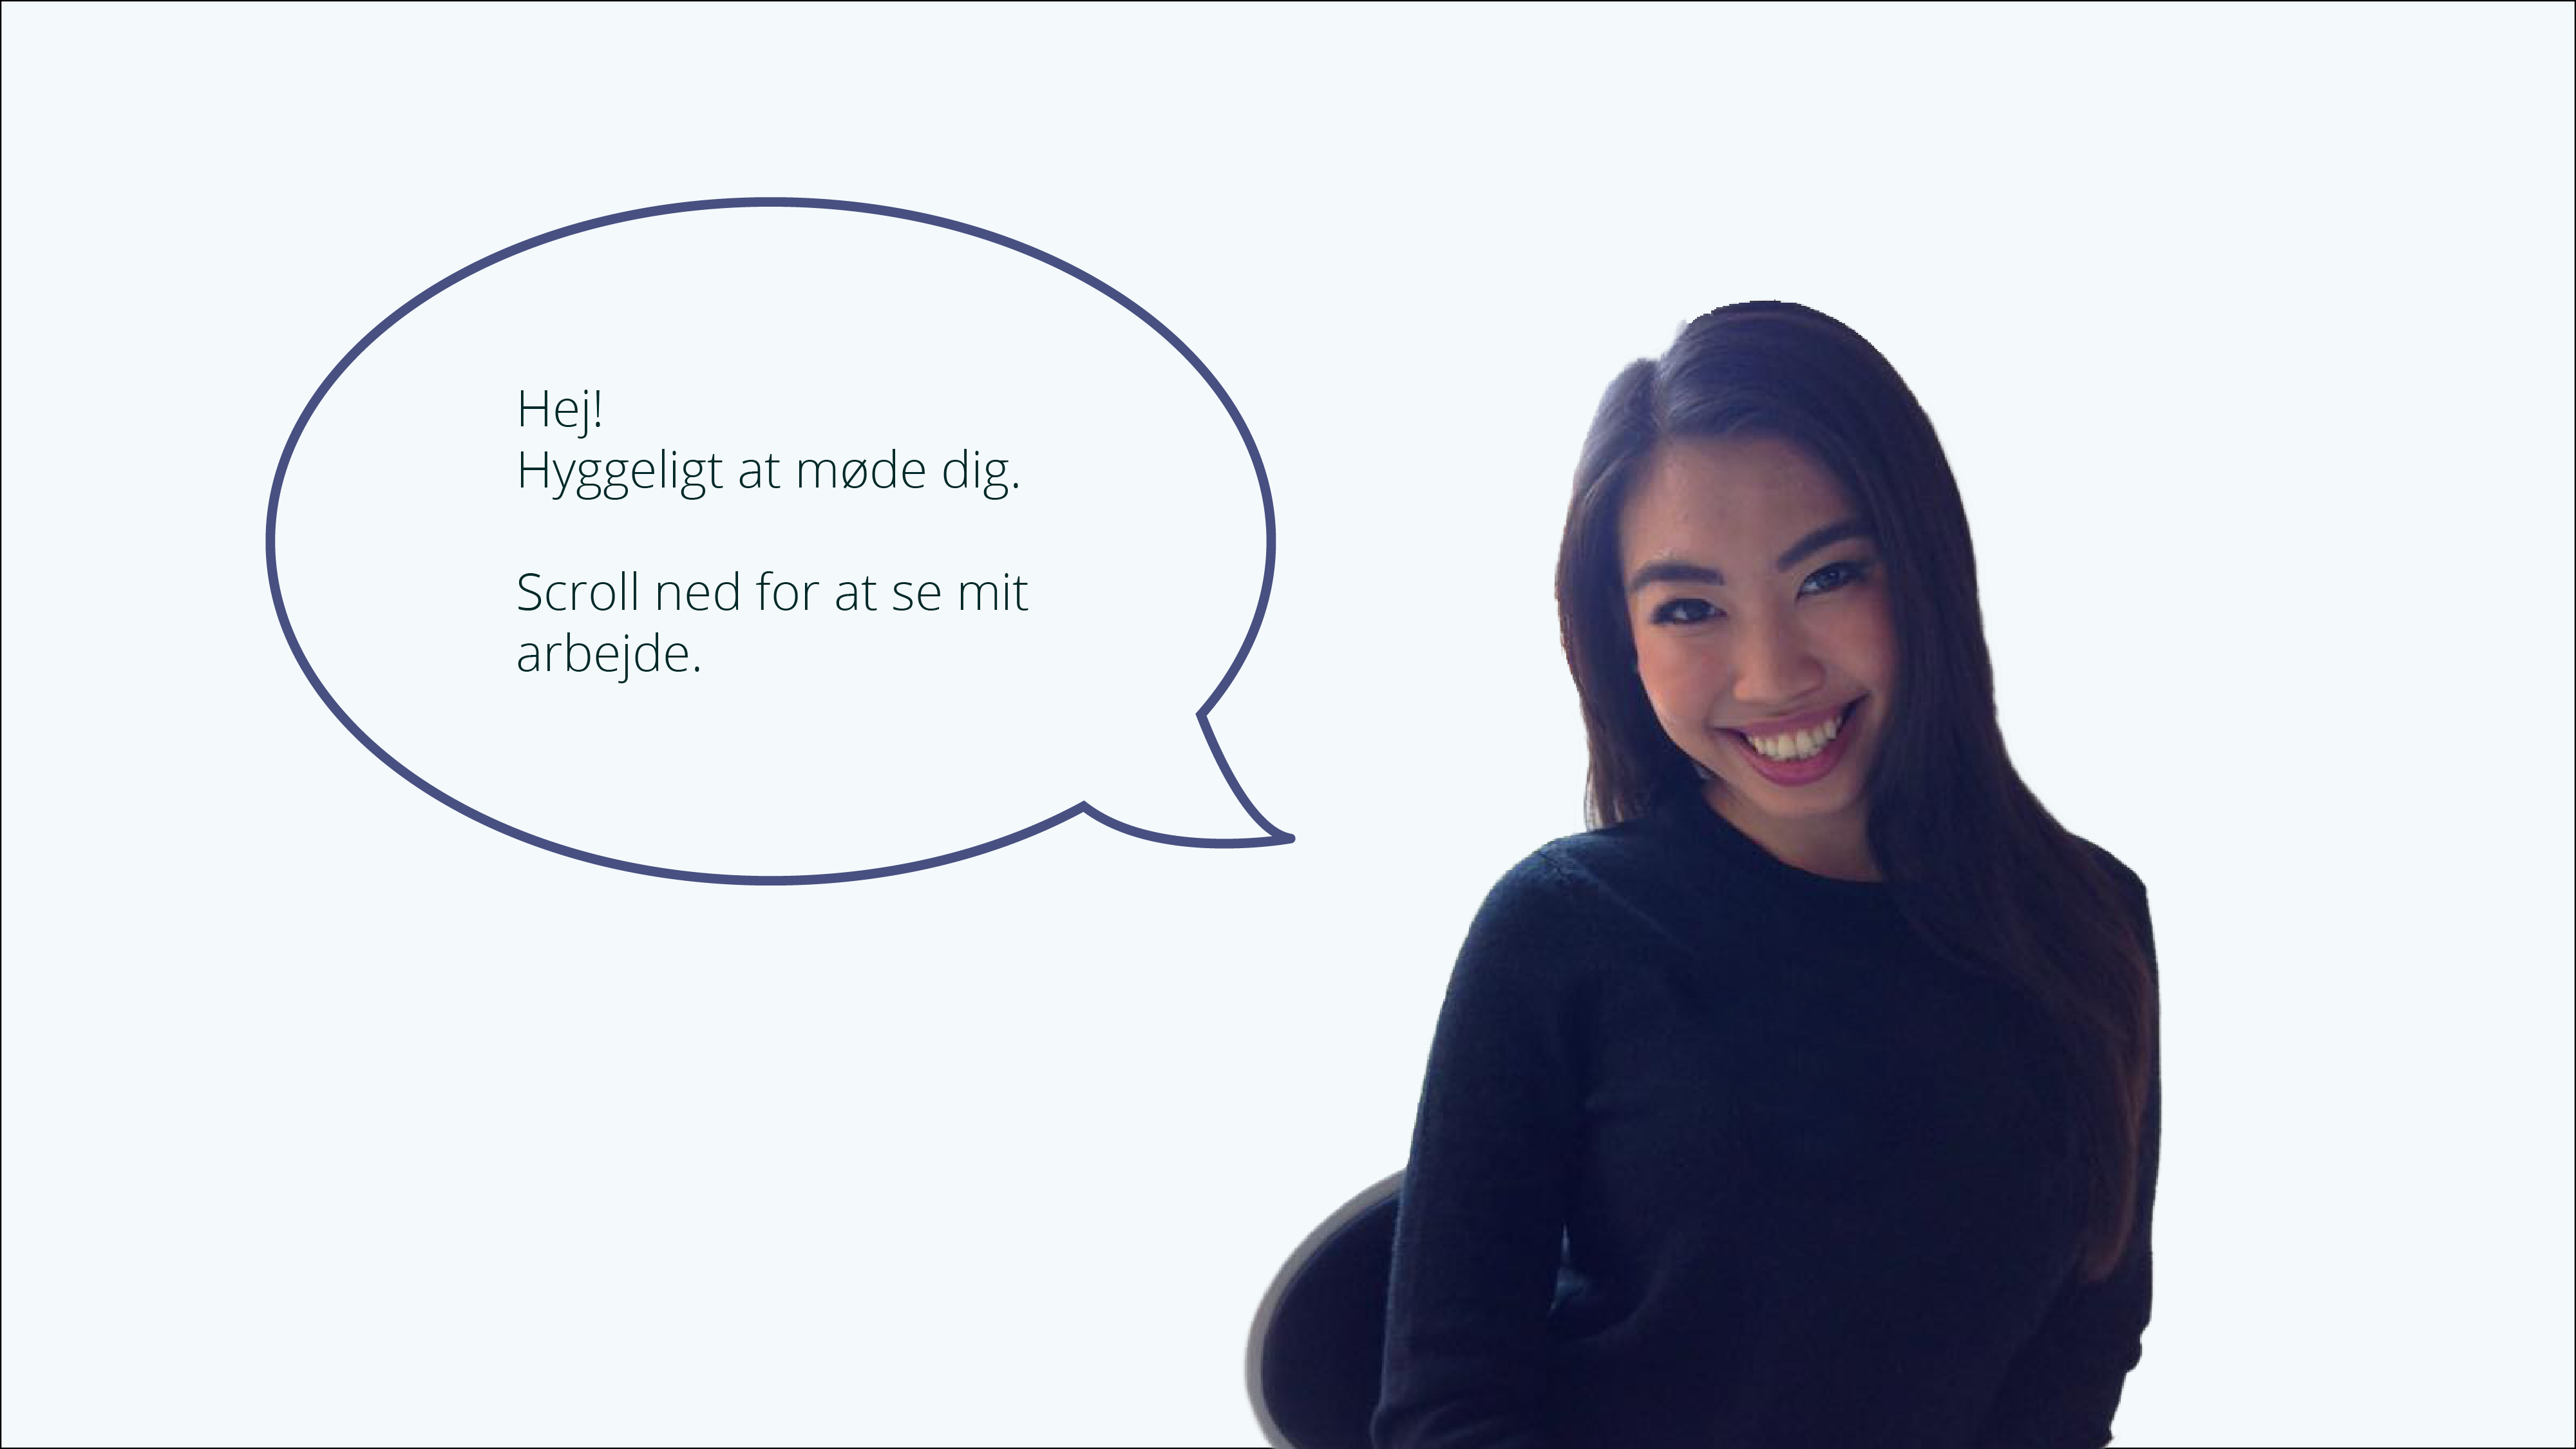 Hej!
Hyggeligt at møde dig.
Scroll ned for at se mit
arbejde.